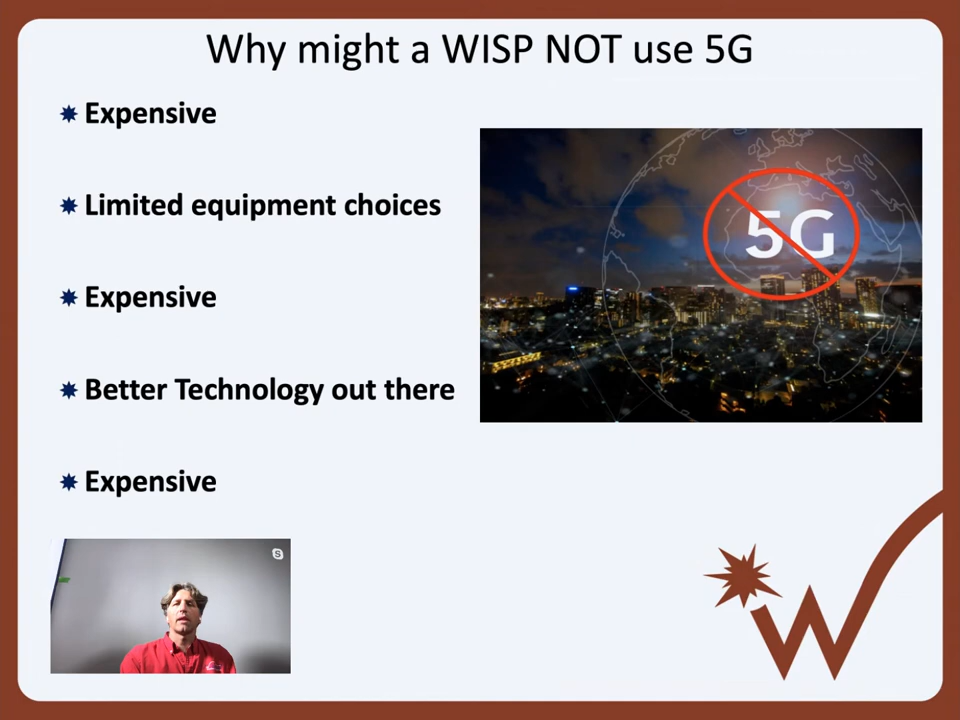 Why might a WISP NOT use 5G
Expensive
Limited equipment choices
Expensive
Better Technology out there
Expensive
5G